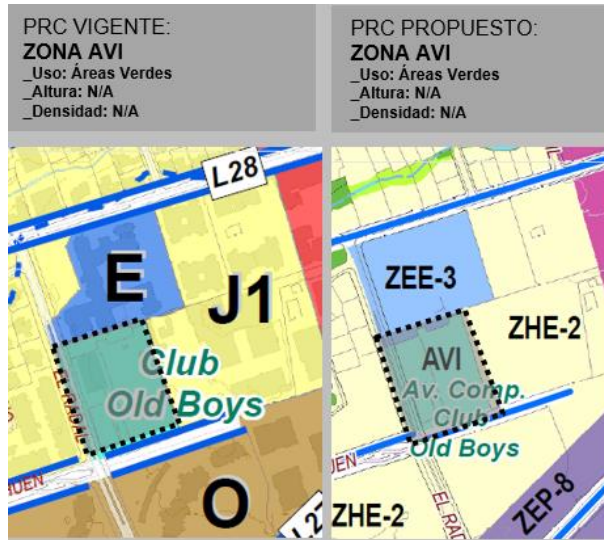 PRC VIGENTE:
ZONA AVI
_Uso: Áreas Verdes
_Altura: N/A
_Densidad: N/A
PRC PROPUESTO:
ZONA AVI
_Uso: Áreas Verdes
_Altura: N/A
_Densidad: N/A
L28
E
J1
Club
Old Boys
HUEN
O
ZEE-3
ZHE-2
AVI
Av. Comp.
Club
Old Boys
UEN
EL RAD
ZHE-2
ZEP-8